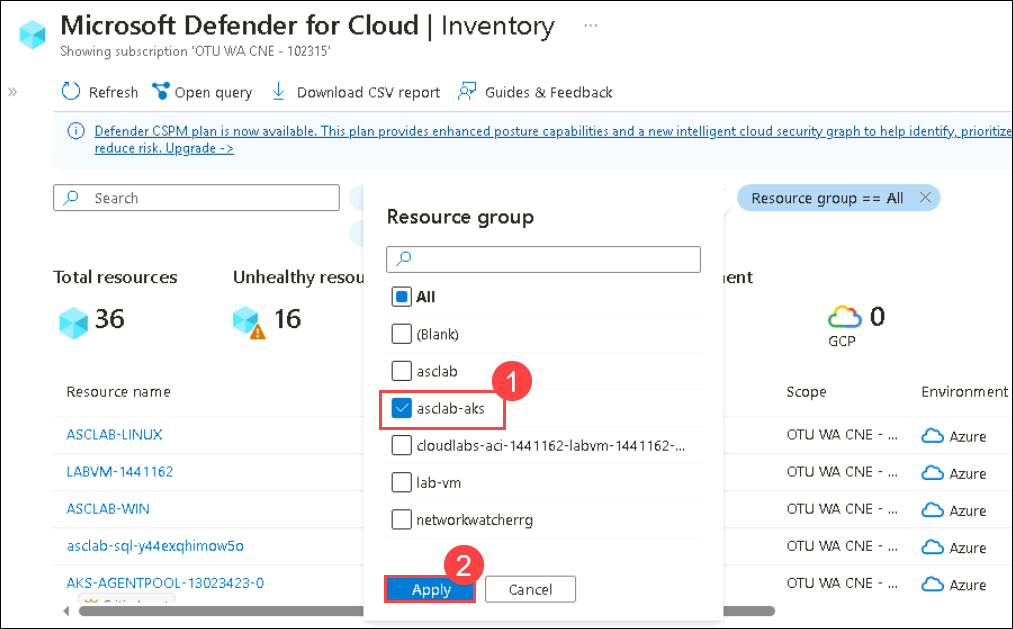 Microsoft Defender for Cloud | Inventory ...
Showing subscription 'OTU WA CNE - 102315'
Refresh Open query Download CSV report Guides & Feedback
Defender CSPM plan is now available. This plan provides enhanced posture capabilities and a new intelligent cloud security graph to help identify, prioritize
reduce risk. Upgrade ->
Search
Resource group == All
Resource group
Total resources
36
Unhealthy resou
16
All
(Blank)
asclab
asclab-aks
1
cloudlabs-aci-1441162-labvm-1441162-...
lab-vm
networkwatcherrg
2
Apply Cancel
ment
0
GCP
Resource name Scope Environment
ASCLAB-LINUX OTU WA CNE - ... Azure
LABVM-1441162 OTU WA CNE - ... Azure
ASCLAB-WIN OTU WA CNE - ... Azure
asclab-sql-y44exqhimow5o OTU WA CNE - ... Azure
AKS-AGENTPOOL-13023423-0 OTU WA CNE - ... Azure